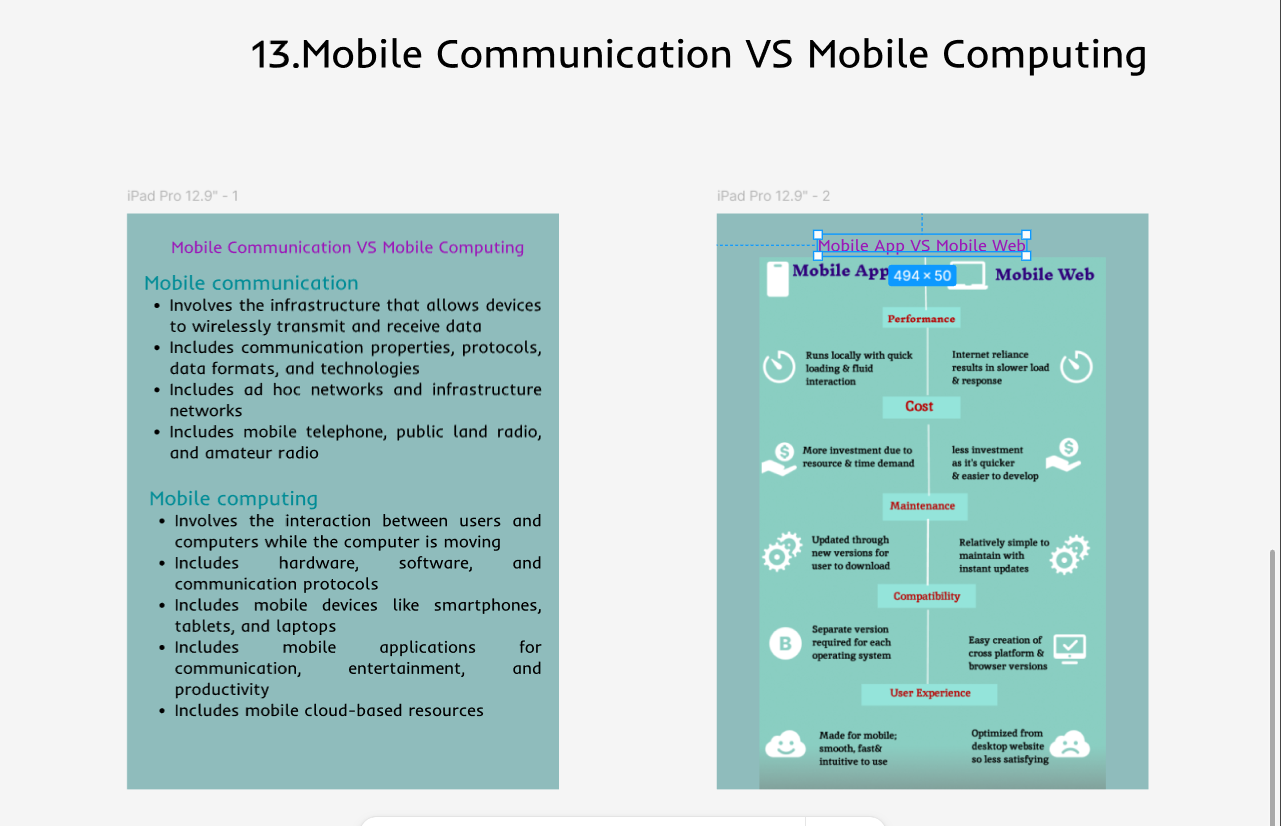 13.Mobile Communication VS Mobile Computing
iPad Pro 12.9" - 1
Mobile Communication VS Mobile Computing
Mobile communication
• Involves the infrastructure that allows devices
to wirelessly transmit and receive data
• Includes communication properties, protocols,
data formats, and technologies
• Includes ad hoc networks and infrastructure
networks
• Includes mobile telephone, public land radio,
and amateur radio
Mobile computing
• Involves the interaction between users and
computers while the computer is moving
• Includes hardware, software, and
communication protocols
• Includes mobile devices like smartphones,
tablets, and laptops
• Includes mobile applications for
communication, entertainment, and
productivity
• Includes mobile cloud-based resources
iPad Pro 12.9" - 2
Mobile App VS Mobile Web
Mobile App
494 × 50
Mobile Web
Performance
Runs locally with quick
loading & fluid
interaction
Internet reliance
results in slower load
& response
Cost
More investment due to
resource & time demand
less investment
as it's quicker
& easier to develop
Maintenance
Updated through
new versions for
user to download
Relatively simple to
maintain with
instant updates
Compatibility
B
Separate version
required for each
operating system
Easy creation of
cross platform &
browser versions
User Experience
Made for mobile;
smooth, fast&
intuitive to use
Optimized from
desktop website
so less satisfying